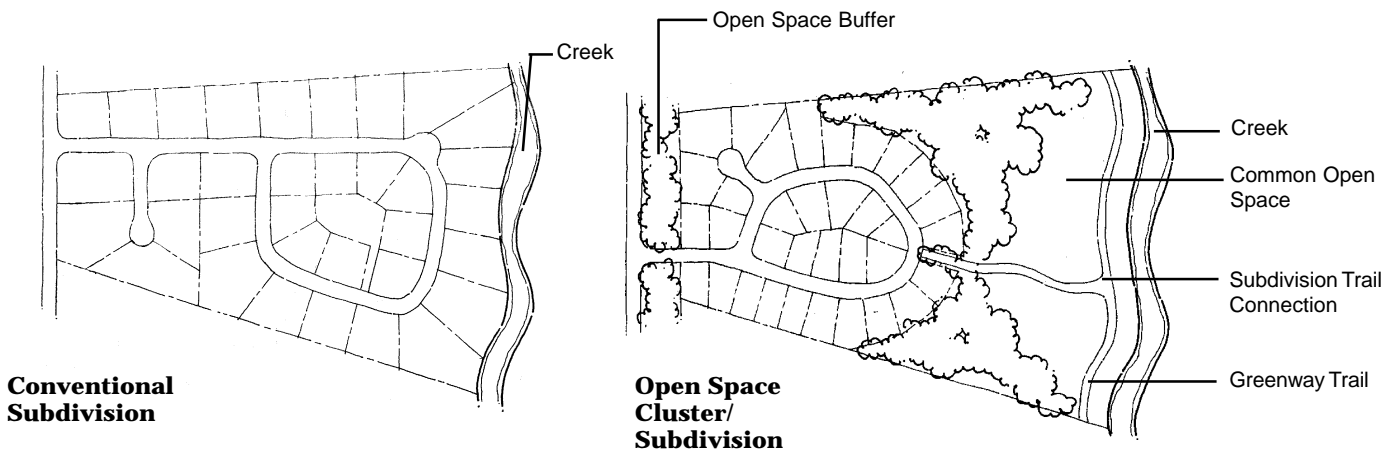 Open Space Buffer
Creek
Creek
Common Open
Space
Subdivision Trail
Connection
Greenway Trail
Conventional
Subdivision
Open Space
Cluster/
Subdivision